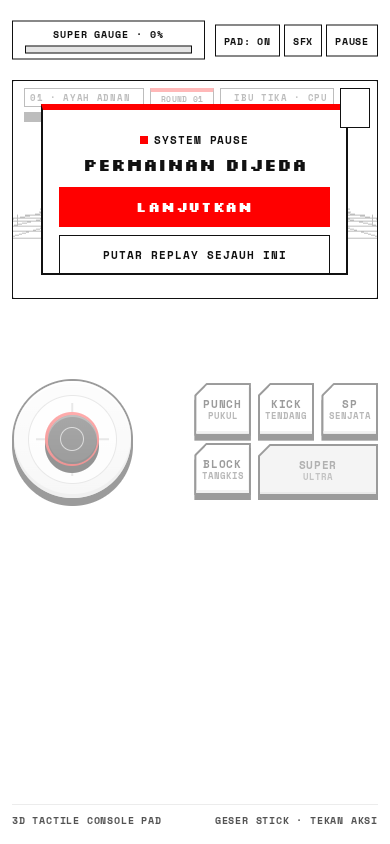 SUPER GAUGE · 0%
PAD: ON
SFX
PAUSE
01 · AYAH ADNAN
ROUND 01
IBU TIKA · CPU
SYSTEM PAUSE
PERMAINAN DIJEDA
LANJUTKAN
PUTAR REPLAY SEJAUH INI
PUNCH
PUKUL
KICK
TENDANG
SP
SENJATA
BLOCK
TANGKIS
SUPER
ULTRA
3D TACTILE CONSOLE PAD
GESER STICK · TEKAN AKSI